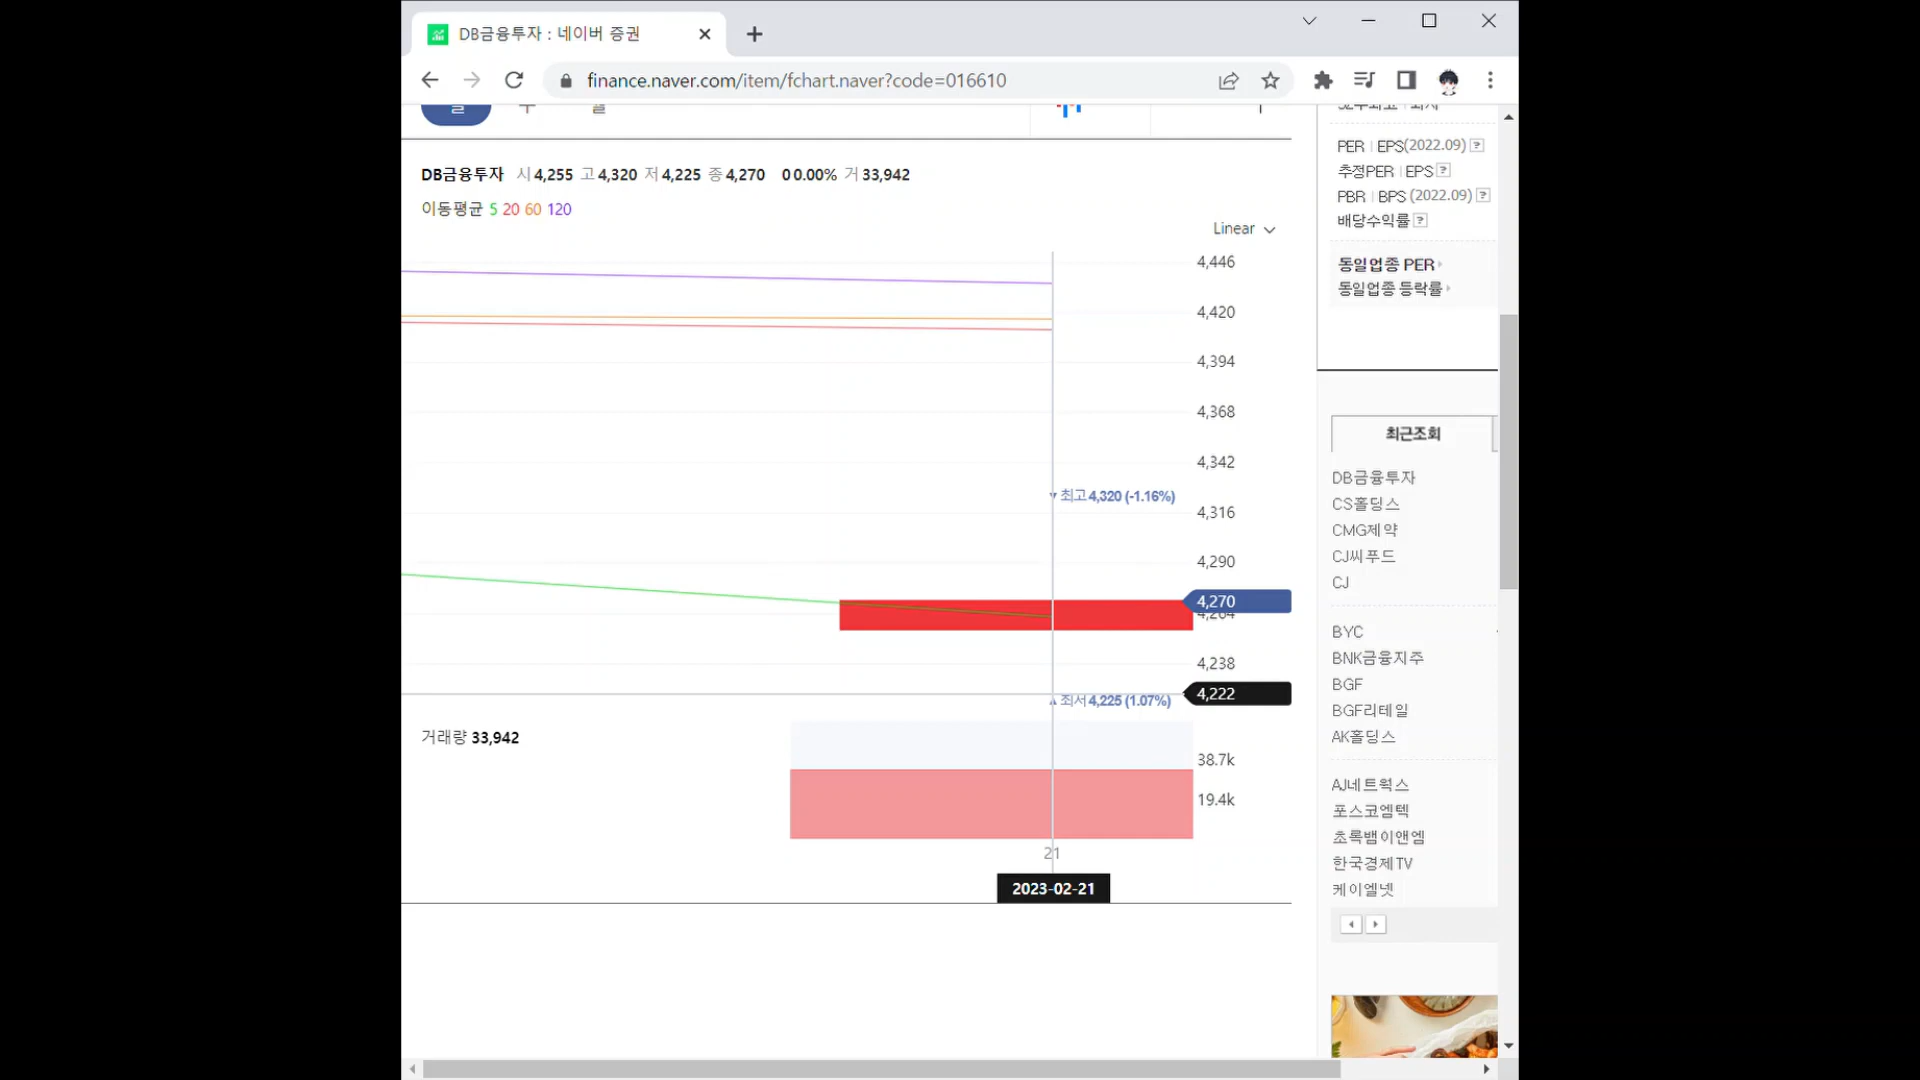 DB금융투자 : 네이버 증권
finance.naver.com/item/fchart.naver?code=016610
DB금융투자 시 4,255 고 4,320 저 4,225 종 4,270 0 0.00% 거 33,942
이동평균 5 20 60 120
Linear
4,446
4,420
4,394
4,368
4,342
최고 4,320 (-1.16%)
4,316
4,290
4,270
4,264
4,238
4,222
최저 4,225 (1.07%)
거래량 33,942
38.7k
19.4k
21
2023-02-21
PER | EPS(2022.09) ?
추정PER | EPS ?
PBR | BPS (2022.09) ?
배당수익률 ?
동일업종 PER
동일업종 등락률
최근조회
DB금융투자
CS홀딩스
CMG제약
CJ씨푸드
CJ
BYC
BNK금융지주
BGF
BGF리테일
AK홀딩스
AJ네트웍스
포스코엠텍
초록뱀이앤엠
한국경제TV
케이엘넷